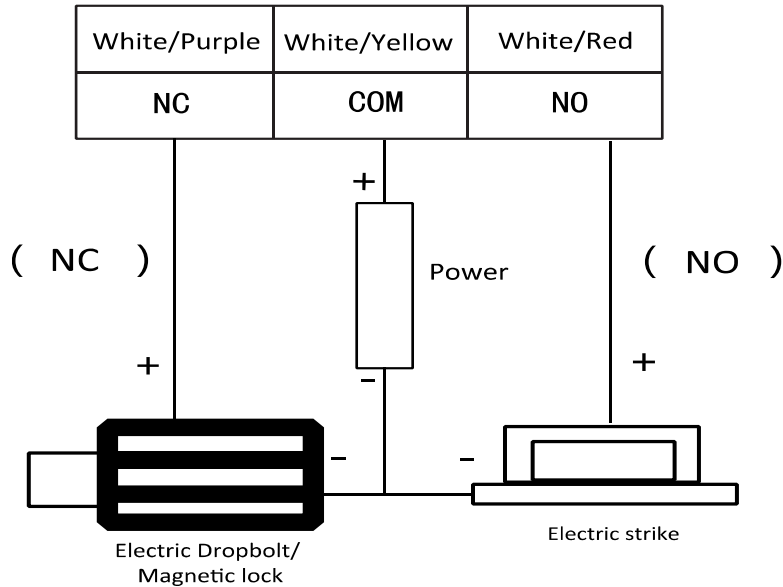 White/Purple White/Yellow White/Red
NC COM NO
+
( NC ) Power ( NO )
+ +
-
- -
Electric strike
Electric Dropbolt/
Magnetic lock